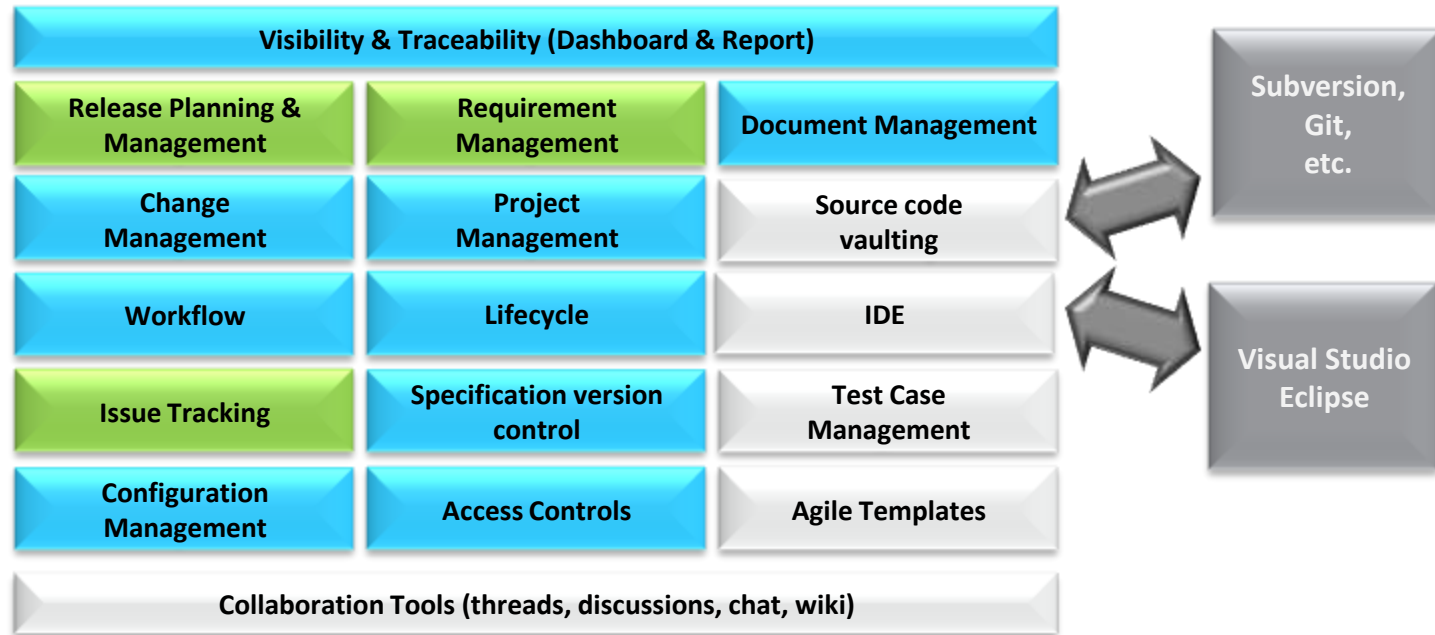 Visibility & Traceability (Dashboard & Report)
Release Planning &
Management
Requirement
Management
Document Management
Change
Management
Project
Management
Source code
vaulting
Workflow
Lifecycle
IDE
Issue Tracking
Specification version
control
Test Case
Management
Configuration
Management
Access Controls
Agile Templates
Collaboration Tools (threads, discussions, chat, wiki)
Subversion,
Git,
etc.
Visual Studio
Eclipse